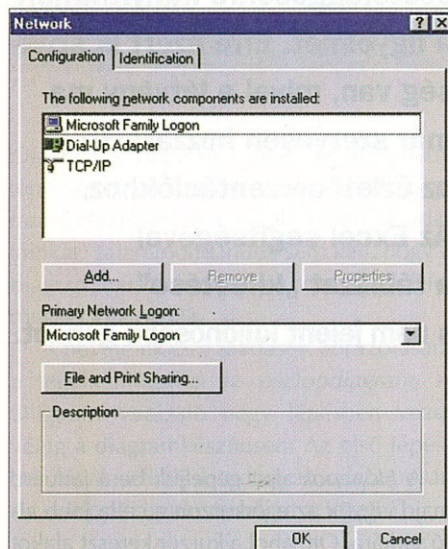 Network
Configuration
Identification
The following network components are installed:
Microsoft Family Logon
Dial-Up Adapter
TCP/IP
Add...
Remove
Properties
Primary Network Logon:
Microsoft Family Logon
File and Print Sharing...
Description
OK
Cancel